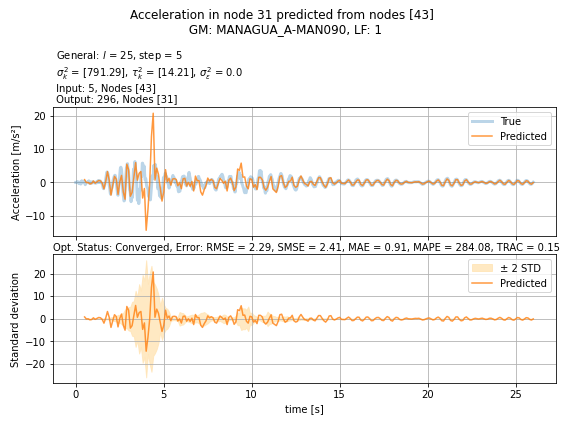 Acceleration in node 31 predicted from nodes [43]
GM: MANAGUA_A-MAN090, LF: 1
General: l = 25, step = 5
σ²ₖ = [791.29], τ²ₖ = [14.21], σ²ₑ = 0.0
Input: 5, Nodes [43]
Output: 296, Nodes [31]
Acceleration [m/s²]
20
10
0
−10
True
Predicted
Opt. Status: Converged, Error: RMSE = 2.29, SMSE = 2.41, MAE = 0.91, MAPE = 284.08, TRAC = 0.15
Standard deviation
20
10
0
−10
−20
± 2 STD
Predicted
0 5 10 15 20 25
time [s]